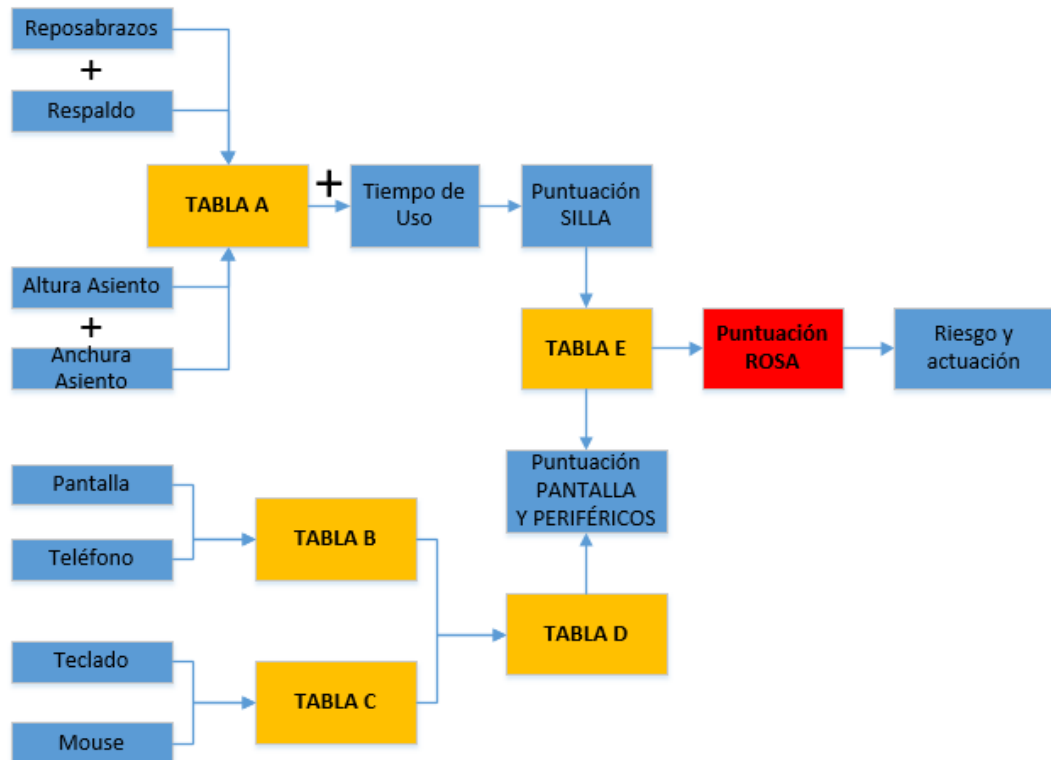 Reposabrazos
+
Respaldo
TABLA A
+
Tiempo de
Uso
Puntuación
SILLA
Altura Asiento
+
Anchura
Asiento
TABLA E
Puntuación
ROSA
Riesgo y
actuación
Pantalla
Teléfono
TABLA B
Puntuación
PANTALLA
Y PERIFÉRICOS
Teclado
Mouse
TABLA C
TABLA D